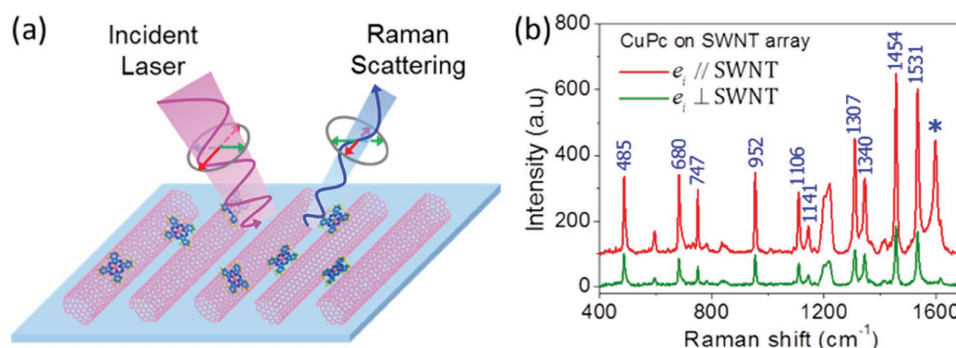 (a)
Incident
Laser
Raman
Scattering
(b)
800
600
400
200
0
Intensity (a.u)
CuPc on SWNT array
e_i // SWNT
e_i ⊥ SWNT
485
680
747
952
1106
1141
1307
1340
1454
1531
*
400
800
1200
1600
Raman shift (cm⁻¹)